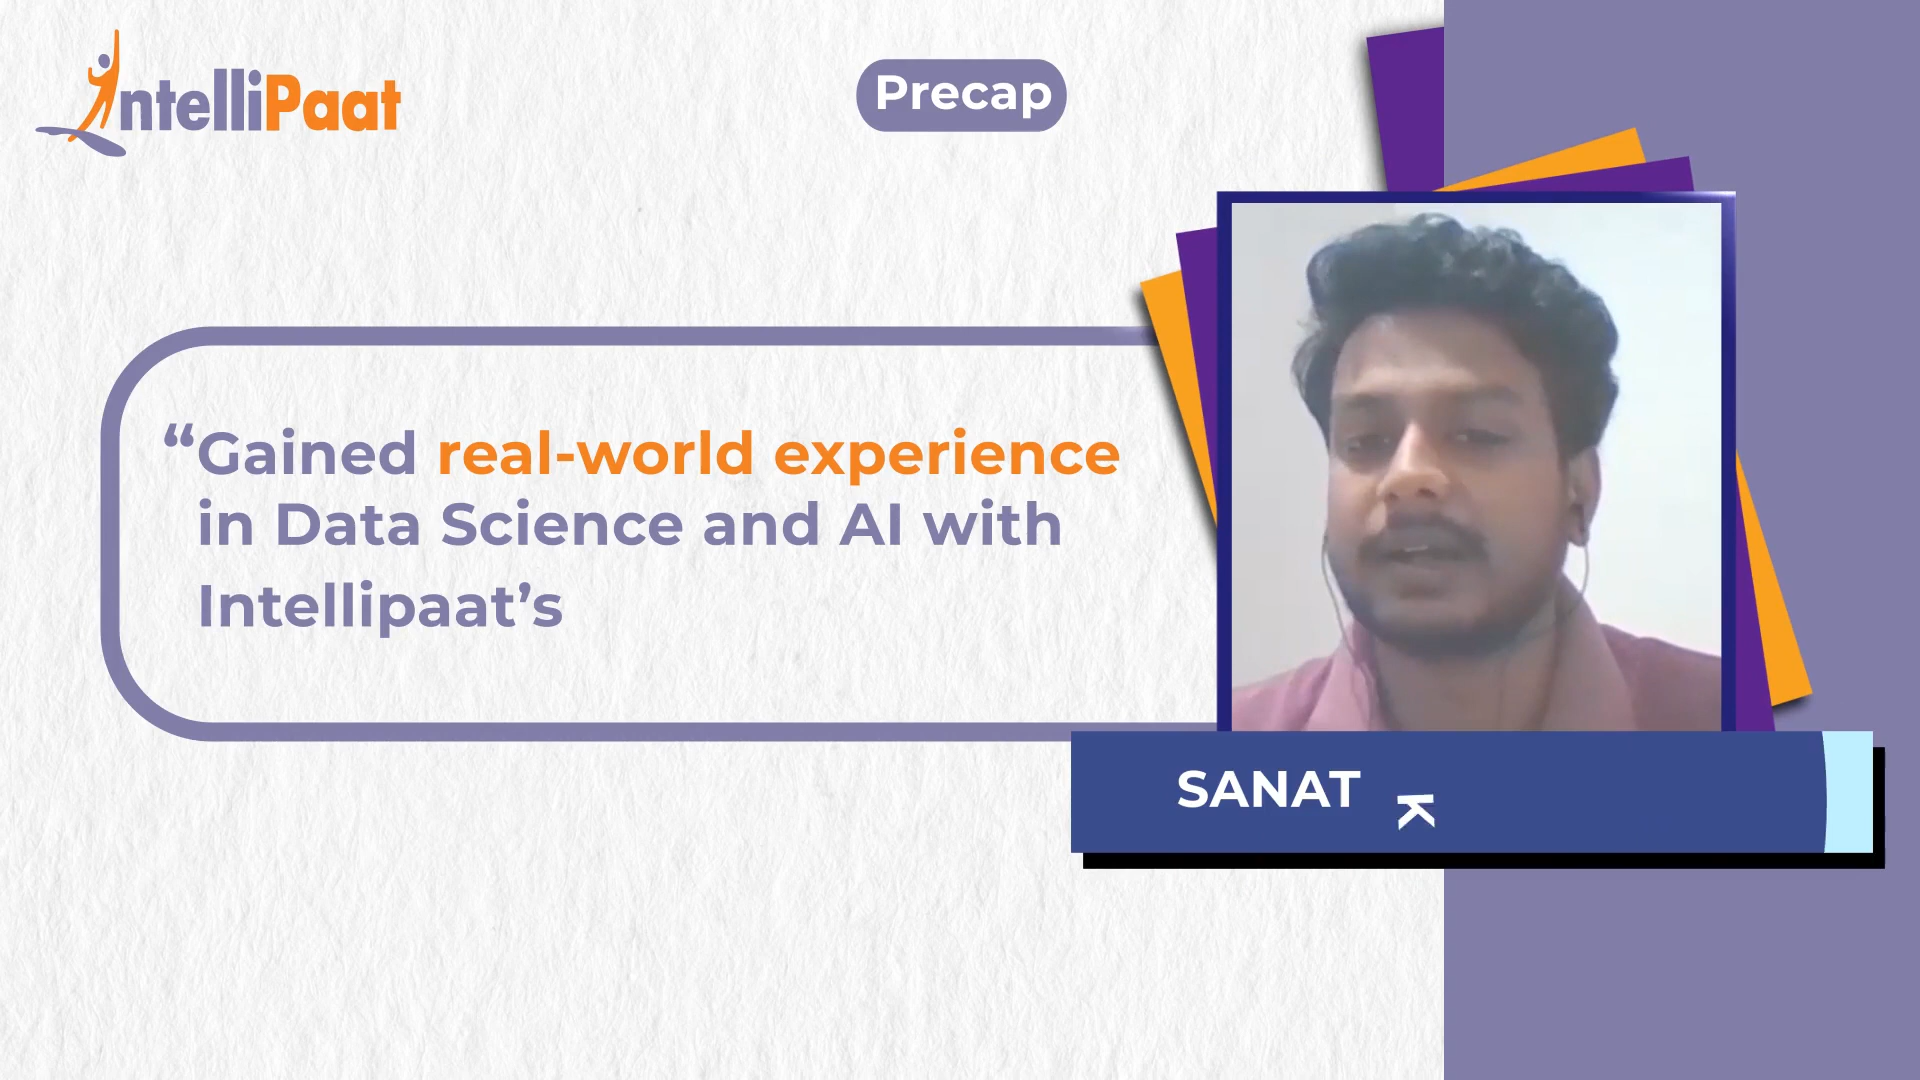 IntelliPaat
Precap
“Gained real-world experience
in Data Science and AI with
Intellipaat’s
SANAT K